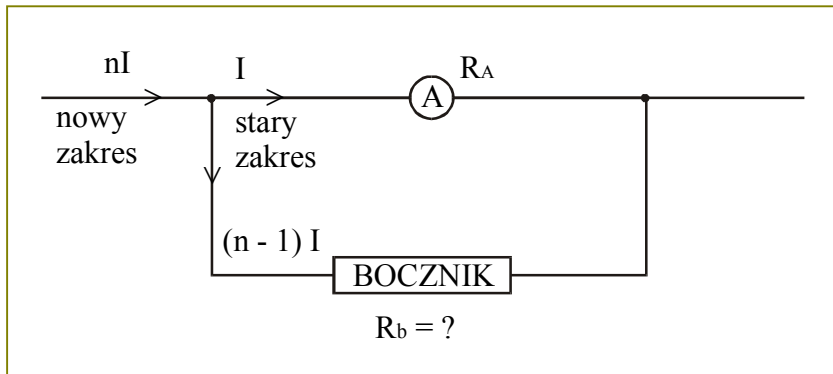 nI
I
RA
A
nowy
zakres
stary
zakres
(n - 1) I
BOCZNIK
Rb = ?